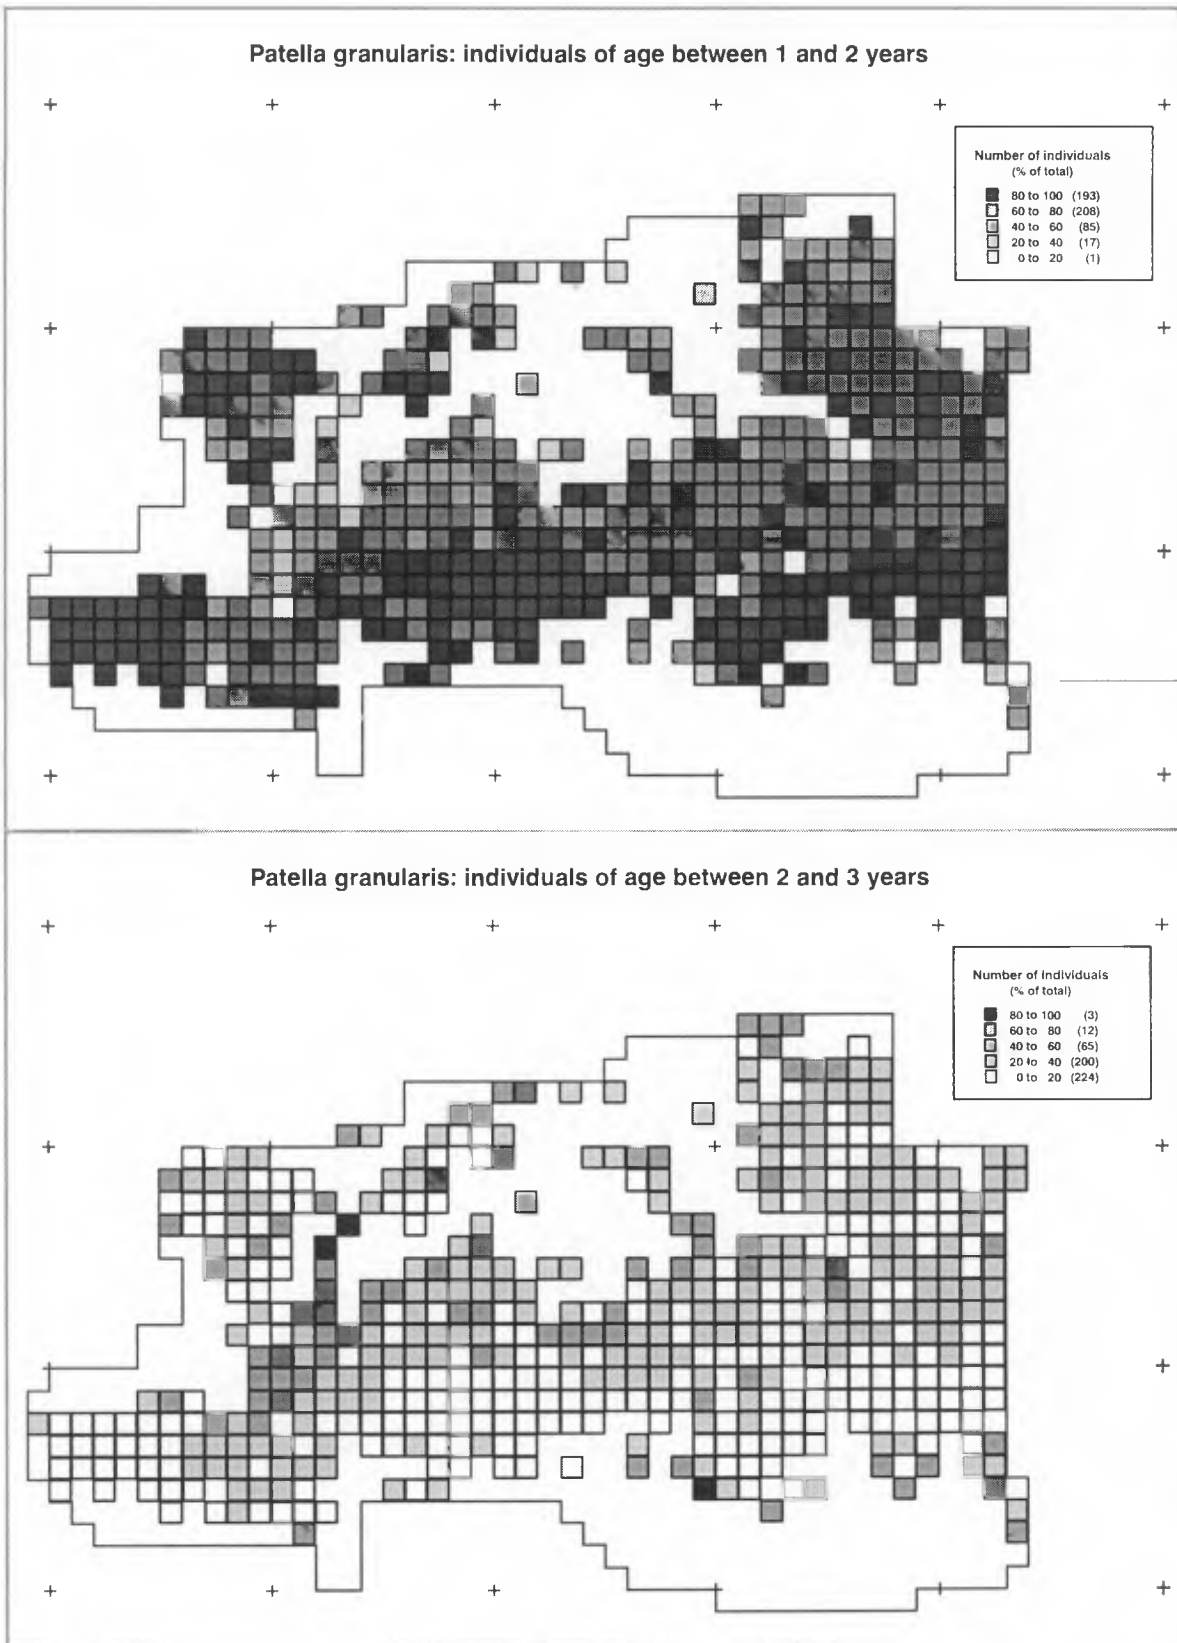 Patella granularis: individuals of age between 1 and 2 years
Number of individuals
(% of total)
80 to 100 (193)
60 to 80 (208)
40 to 60 (85)
20 to 40 (17)
0 to 20 (1)
Patella granularis: individuals of age between 2 and 3 years
Number of individuals
(% of total)
80 to 100 (3)
60 to 80 (12)
40 to 60 (65)
20 to 40 (200)
0 to 20 (224)